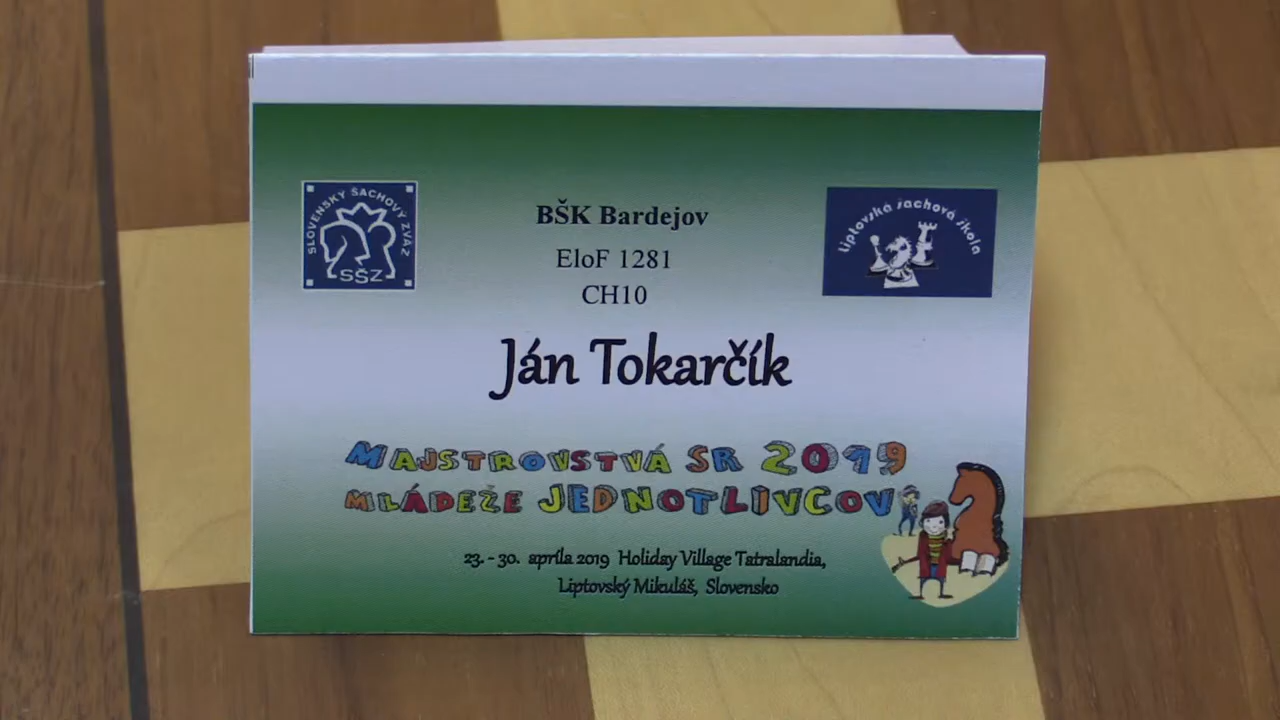 SLOVENSKÝ ŠACHOVÝ ZVÄZ
SŠZ
BŠK Bardejov
EloF 1281
CH10
Liptovská šachová škola
Ján Tokarčík
MAJSTROVSTVÁ SR 2019
MLÁDEŽE JEDNOTLIVCOV
23. - 30. apríla 2019 Holiday Village Tatralandia,
Liptovský Mikuláš, Slovensko